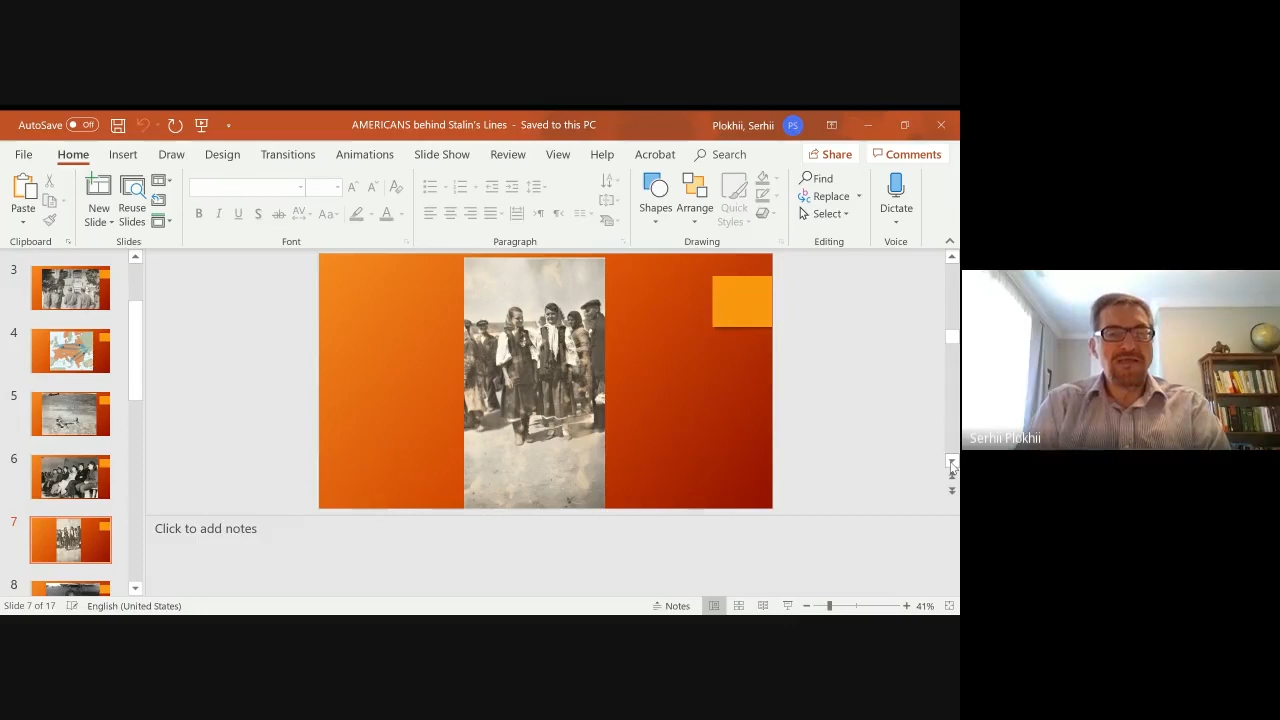 AutoSave Off
AMERICANS behind Stalin's Lines - Saved to this PC
Plokhii, Serhii PS
File Home Insert Draw Design Transitions Animations Slide Show Review View Help Acrobat Search Share Comments
Paste
New Slide
Reuse Slides
B I U S ab AV Aa A
Shapes Arrange Quick Styles
Find
Replace
Select
Dictate
Clipboard Slides Font Paragraph Drawing Editing Voice
3
4
5
6
7
8
Click to add notes
Serhii Plokhii
Slide 7 of 17 English (United States) Notes 41%